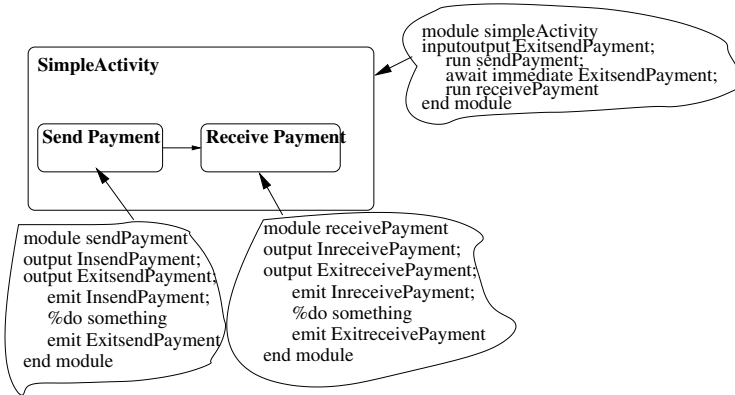 SimpleActivity
Send Payment
Receive Payment
module simpleActivity
inputoutput ExitsendPayment;
run sendPayment;
await immediate ExitsendPayment;
run receivePayment
end module
module sendPayment
output InsendPayment;
output ExitsendPayment;
emit InsendPayment;
%do something
emit ExitsendPayment
end module
module receivePayment
output InreceivePayment;
output ExitreceivePayment;
emit InreceivePayment;
%do something
emit ExitreceivePayment
end module